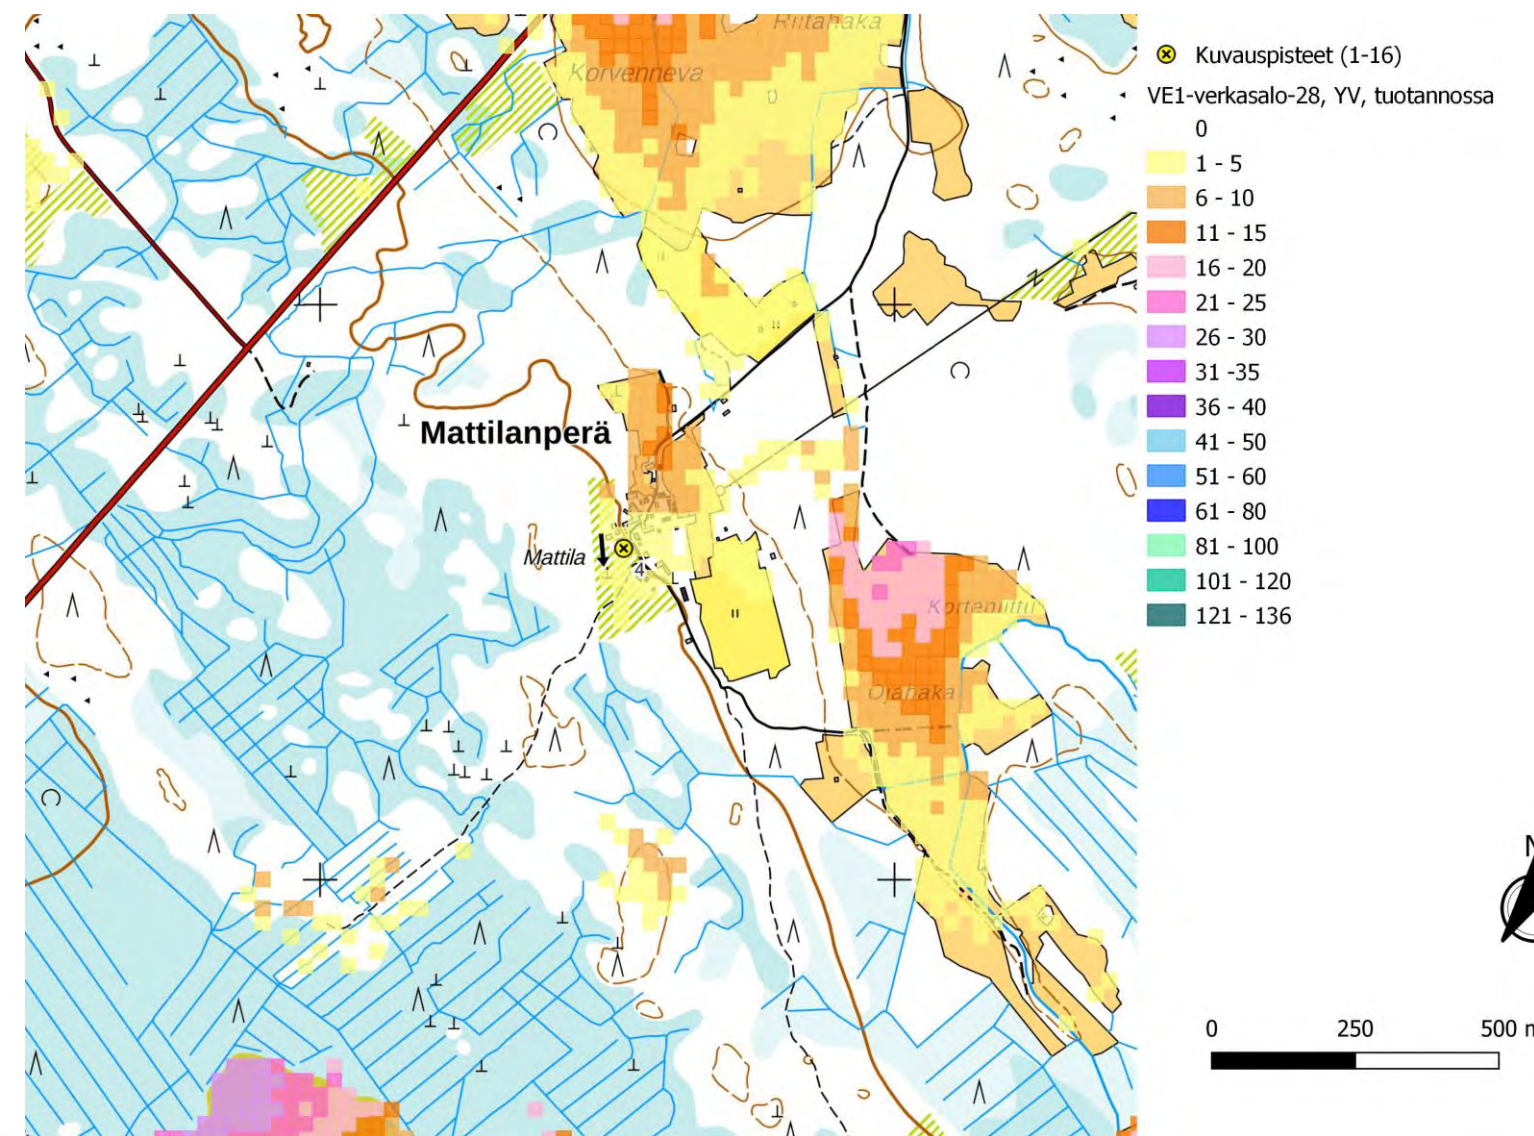 Riitahaka
Korvenneva
Mattilanperä
Mattila
4
Korteniittu
Ojahaka
Kuvauspisteet (1-16)
VE1-verkasalo-28, YV, tuotannossa
0
1 - 5
6 - 10
11 - 15
16 - 20
21 - 25
26 - 30
31 -35
36 - 40
41 - 50
51 - 60
61 - 80
81 - 100
101 - 120
121 - 136
N
0 250 500 m